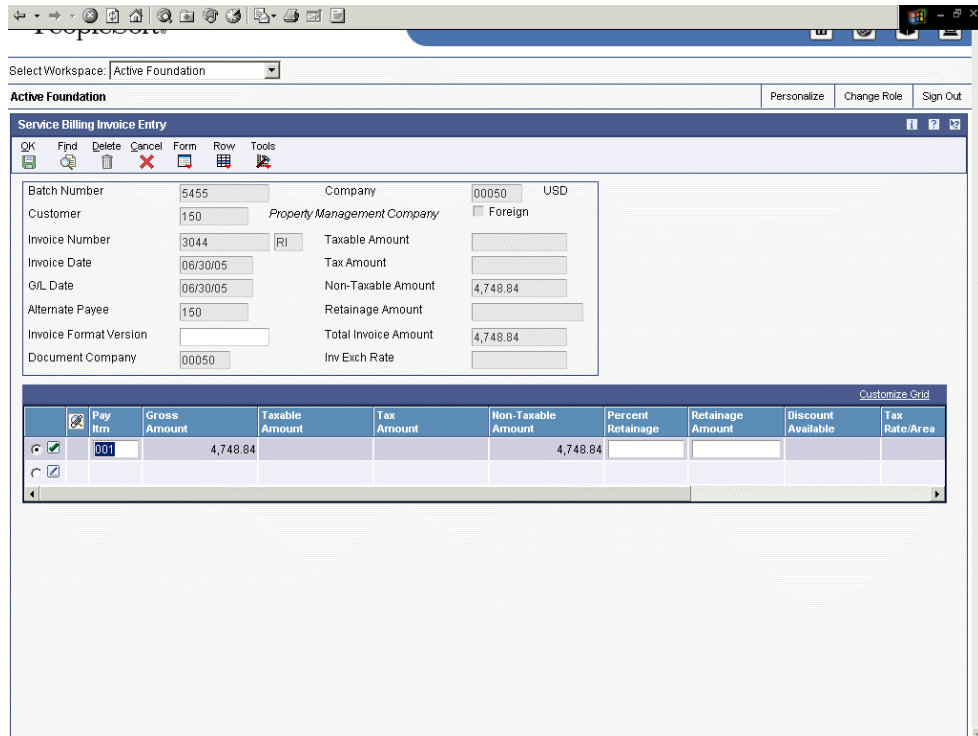 PeopleSoft®
Select Workspace: Active Foundation
Active Foundation Personalize Change Role Sign Out
Service Billing Invoice Entry
OK Find Delete Cancel Form Row Tools
Batch Number 5455 Company 00050 USD
Customer 150 Property Management Company Foreign
Invoice Number 3044 RI Taxable Amount
Invoice Date 06/30/05 Tax Amount
G/L Date 06/30/05 Non-Taxable Amount 4,748.84
Alternate Payee 150 Retainage Amount
Invoice Format Version Total Invoice Amount 4,748.84
Document Company 00050 Inv Exch Rate
Customize Grid
Pay Gross Taxable Tax Non-Taxable Percent Retainage Discount Tax
Itm Amount Amount Amount Amount Retainage Amount Available Rate/Area
001 4,748.84 4,748.84